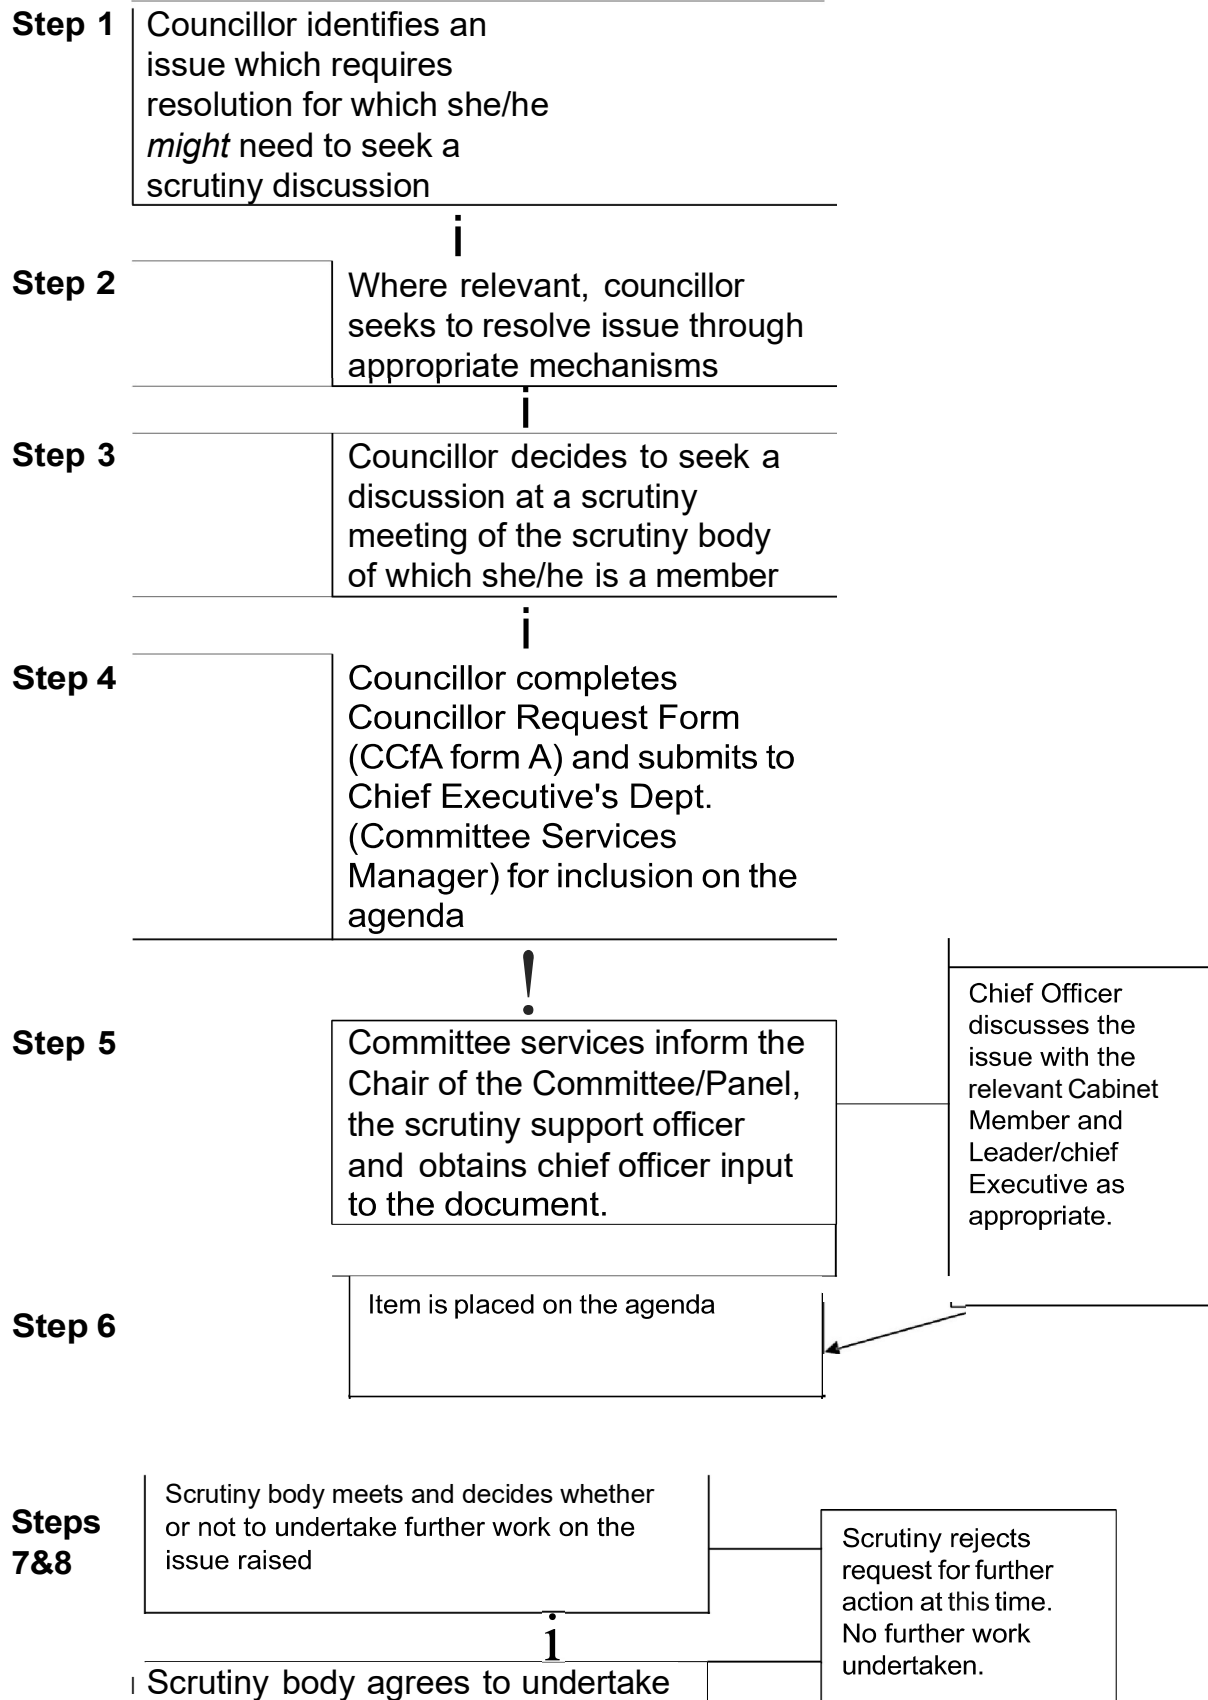 Step 1
Councillor identifies an
issue which requires
resolution for which she/he
might need to seek a
scrutiny discussion
i
Step 2
Where relevant, councillor
seeks to resolve issue through
appropriate mechanisms
i
Step 3
Councillor decides to seek a
discussion at a scrutiny
meeting of the scrutiny body
of which she/he is a member
i
Step 4
Councillor completes
Councillor Request Form
(CCfA form A) and submits to
Chief Executive's Dept.
(Committee Services
Manager) for inclusion on the
agenda
!
Step 5
Committee services inform the
Chair of the Committee/Panel,
the scrutiny support officer
and obtains chief officer input
to the document.
Chief Officer
discusses the
issue with the
relevant Cabinet
Member and
Leader/chief
Executive as
appropriate.
Step 6
Item is placed on the agenda
Steps
7&8
Scrutiny body meets and decides whether
or not to undertake further work on the
issue raised
Scrutiny rejects
request for further
action at this time.
No further work
undertaken.
i
Scrutiny body agrees to undertake